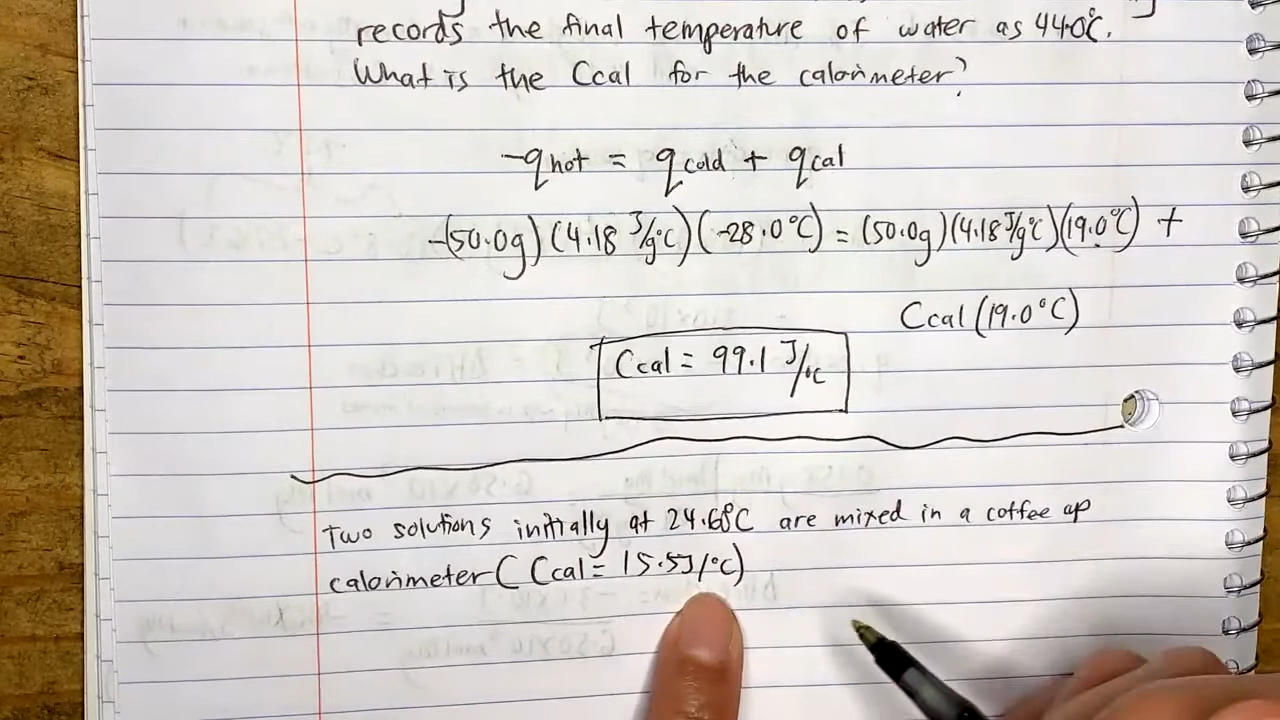 records the final temperature of water as 44.0°C.
What is the Ccal for the calorimeter?
-qhot = qcold + qcal
-(50.0g)(4.18 J/g°C)(-28.0°C) = (50.0g)(4.18 J/g°C)(19.0°C) +
Ccal (19.0°C)
Ccal = 99.1 J/°C
Two solutions initially at 24.60°C are mixed in a coffee cup
calorimeter (Ccal = 15.5J/°C)